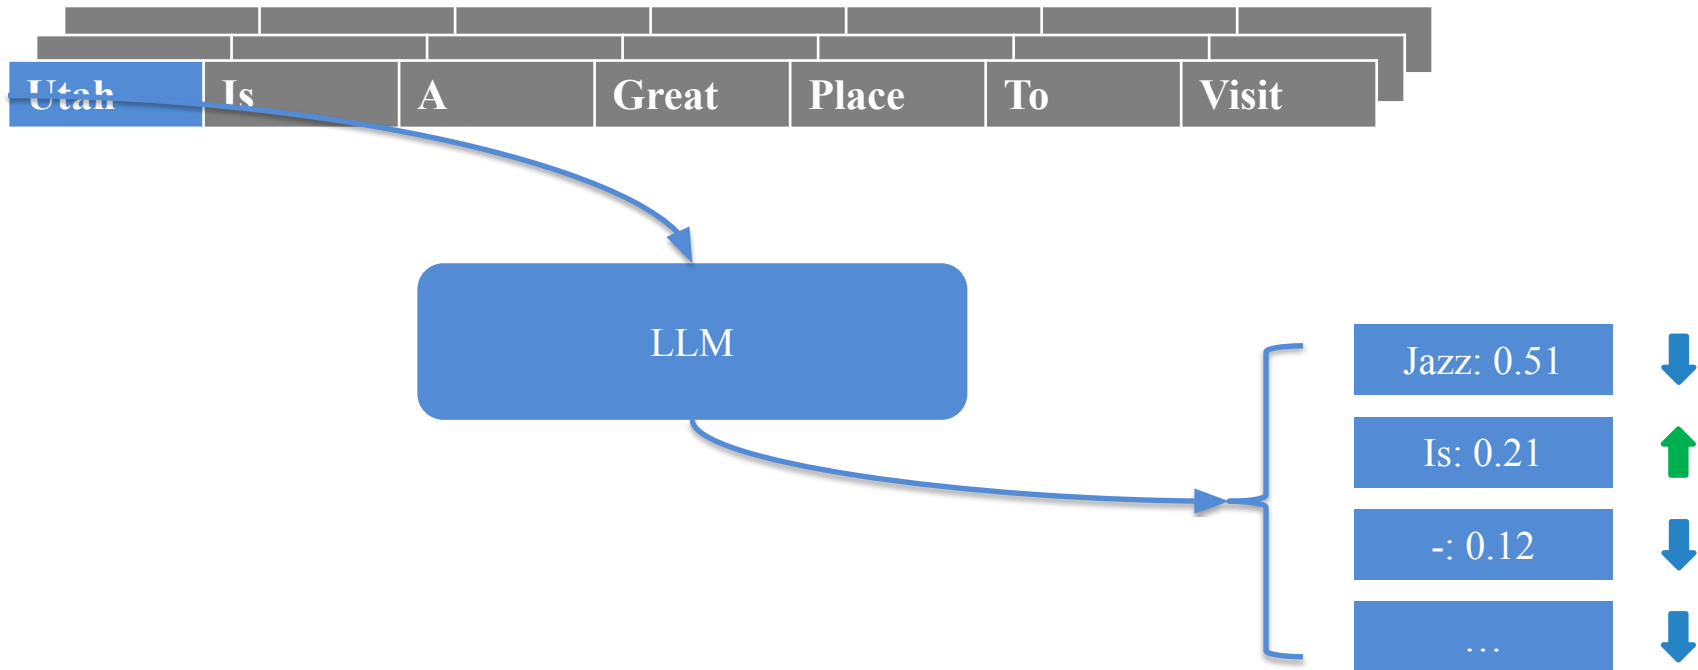 Utah Is A Great Place To Visit
LLM
Jazz: 0.51
Is: 0.21
-: 0.12
...